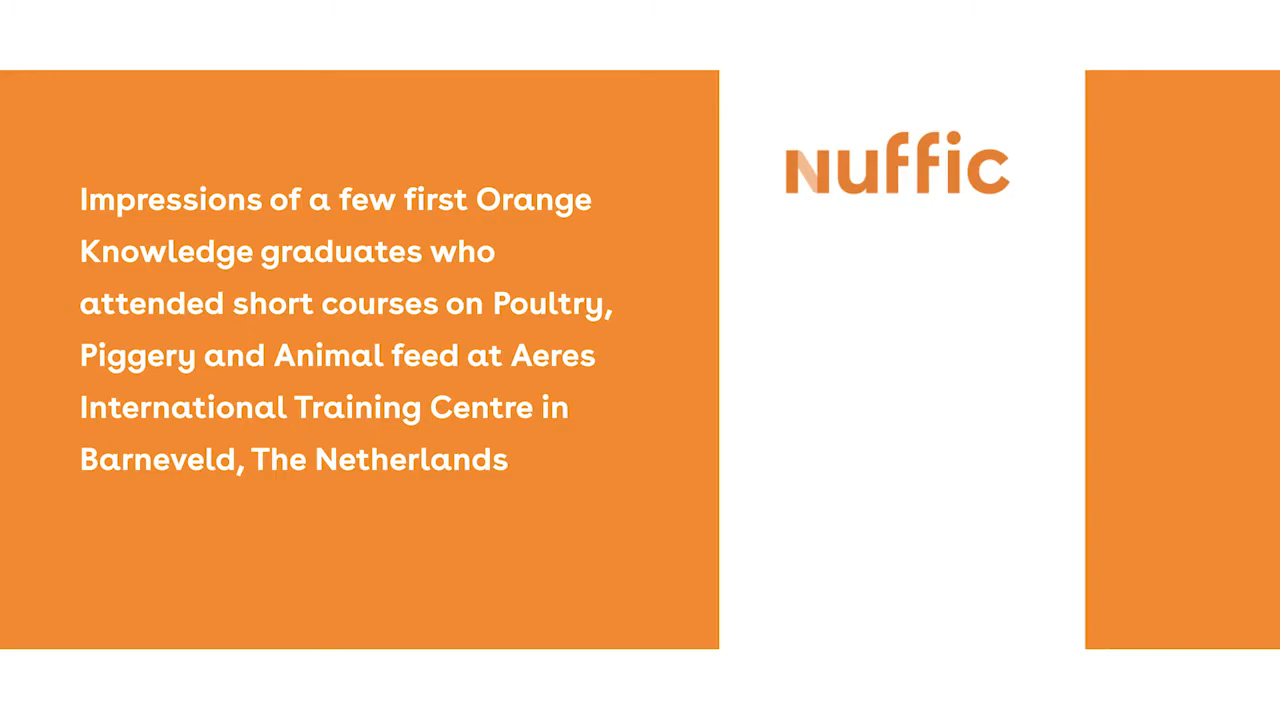 Impressions of a few first Orange
Knowledge graduates who
attended short courses on Poultry,
Piggery and Animal feed at Aeres
International Training Centre in
Barneveld, The Netherlands
Nuffic